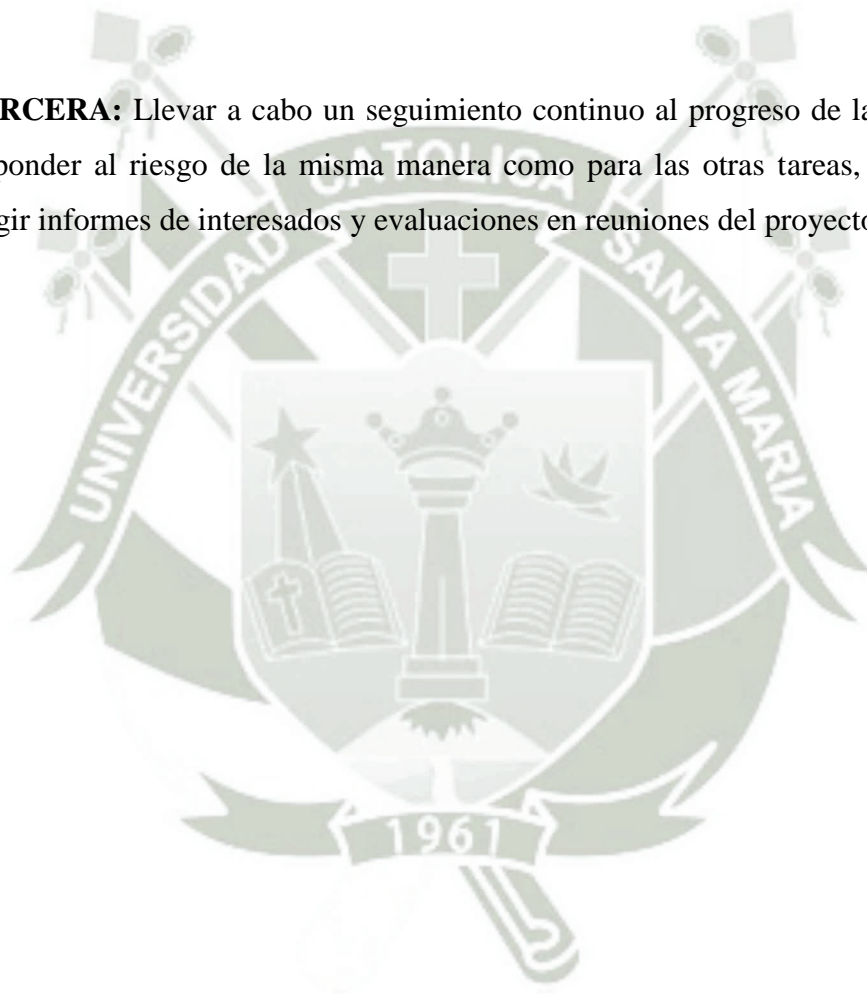 RCERA: Llevar a cabo un seguimiento continuo al progreso de la
ponder al riesgo de la misma manera como para las otras tareas,
gir informes de interesados y evaluaciones en reuniones del proyecto
UNIVERSIDAD CATOLICA SANTA MARIA
1961